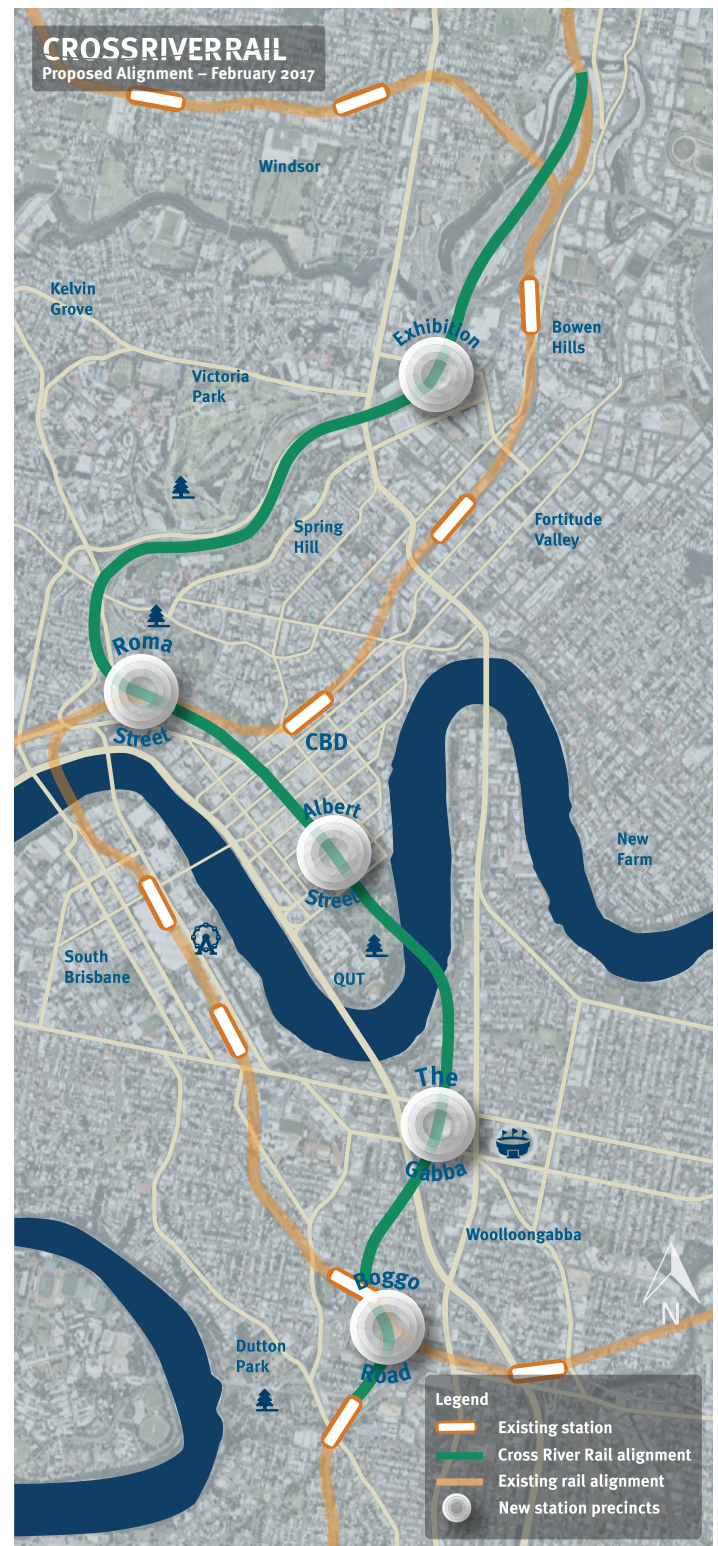 CROSSRIVERRAIL
Proposed Alignment – February 2017
Windsor
Kelvin
Grove
Exhibition
Bowen
Hills
Victoria
Park
Spring
Hill
Fortitude
Valley
Roma
Street
CBD
Albert
Street
New
Farm
South
Brisbane
QUT
The
Gabba
Woolloongabba
Boggo
Road
N
Dutton
Park
Legend
Existing station
Cross River Rail alignment
Existing rail alignment
New station precincts